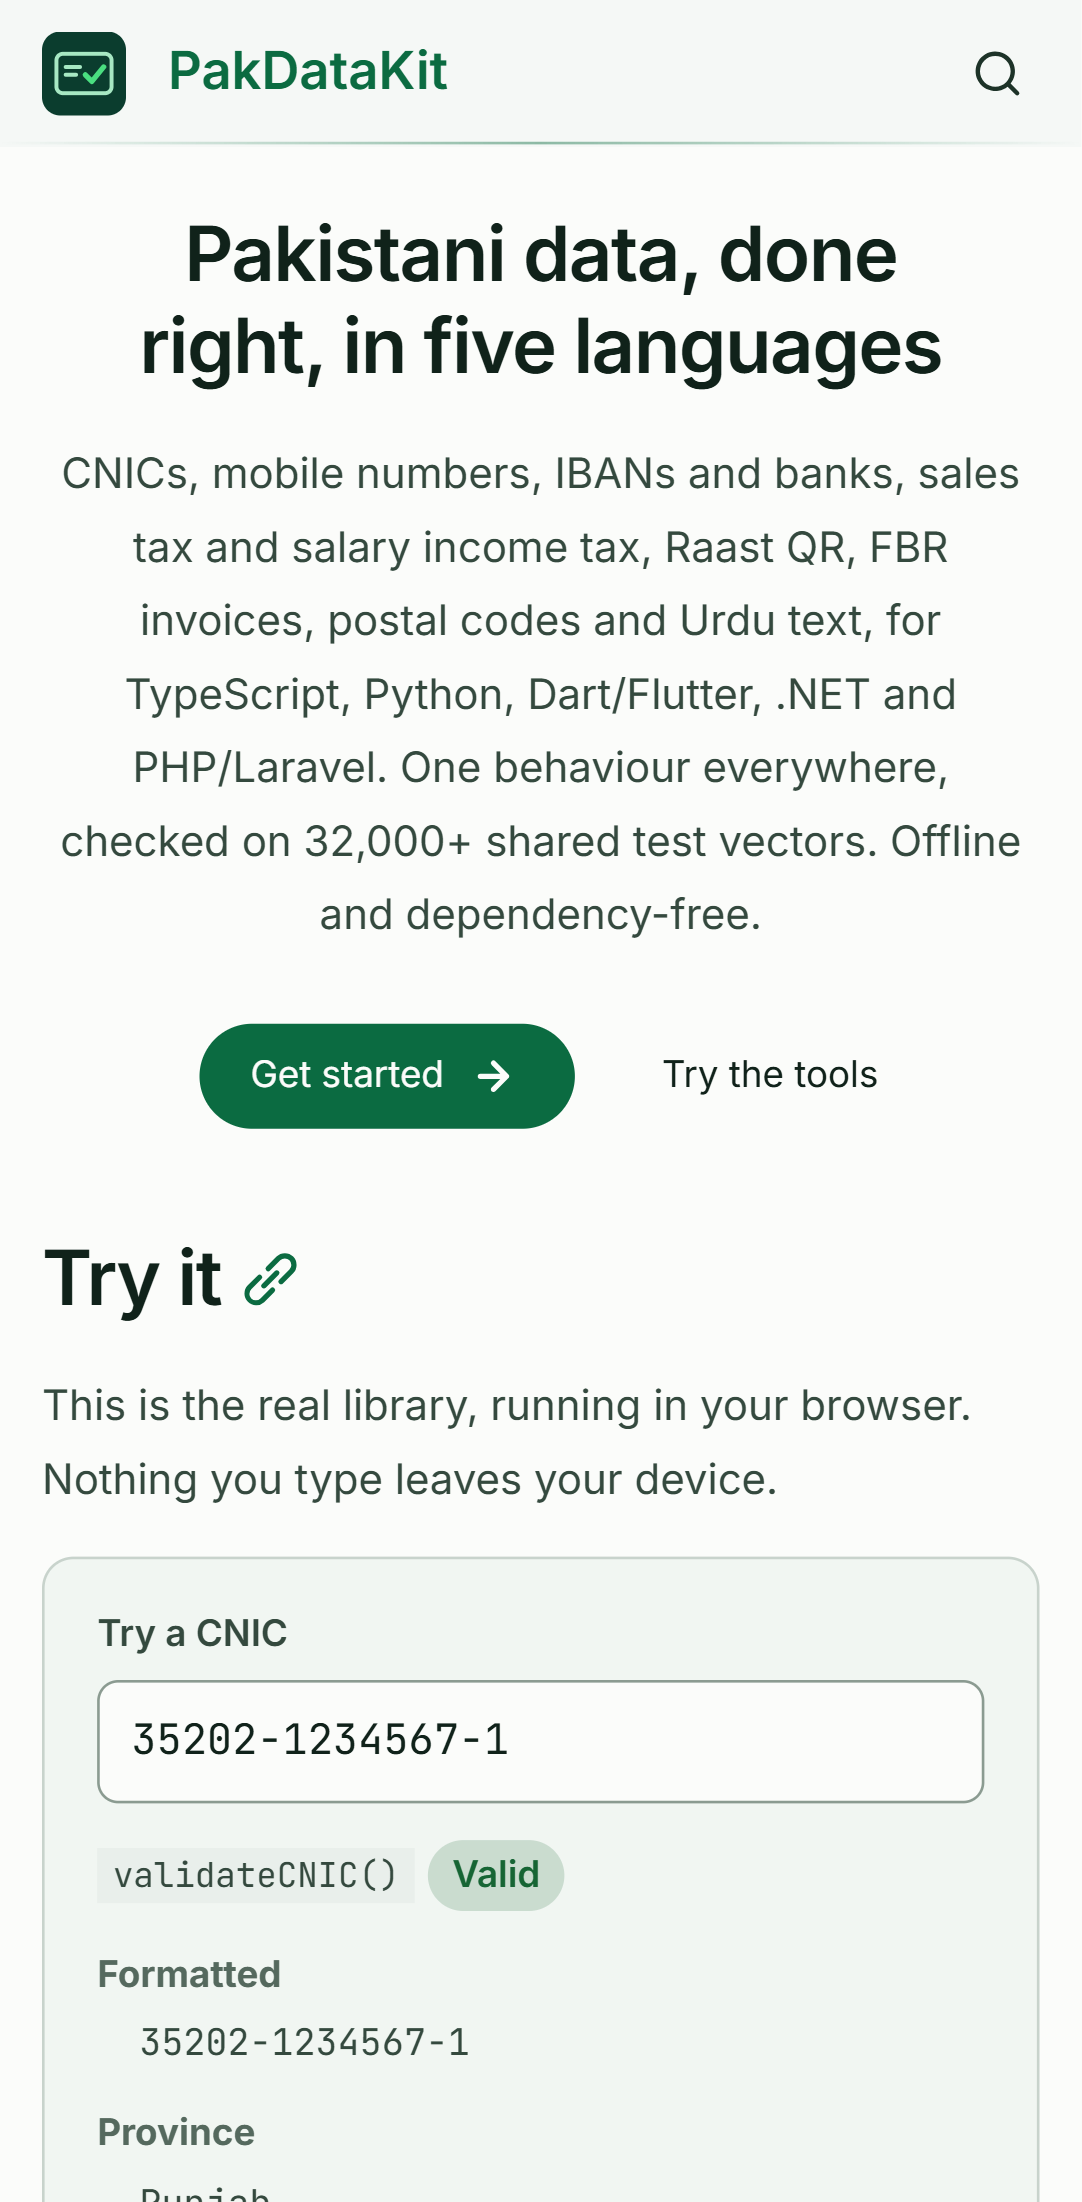 PakDataKit
Pakistani data, done
right, in five languages
CNICs, mobile numbers, IBANs and banks, sales
tax and salary income tax, Raast QR, FBR
invoices, postal codes and Urdu text, for
TypeScript, Python, Dart/Flutter, .NET and
PHP/Laravel. One behaviour everywhere,
checked on 32,000+ shared test vectors. Offline
and dependency-free.
Get started
Try the tools
Try it
This is the real library, running in your browser.
Nothing you type leaves your device.
Try a CNIC
35202-1234567-1
validateCNIC() Valid
Formatted
35202-1234567-1
Province
Punjab